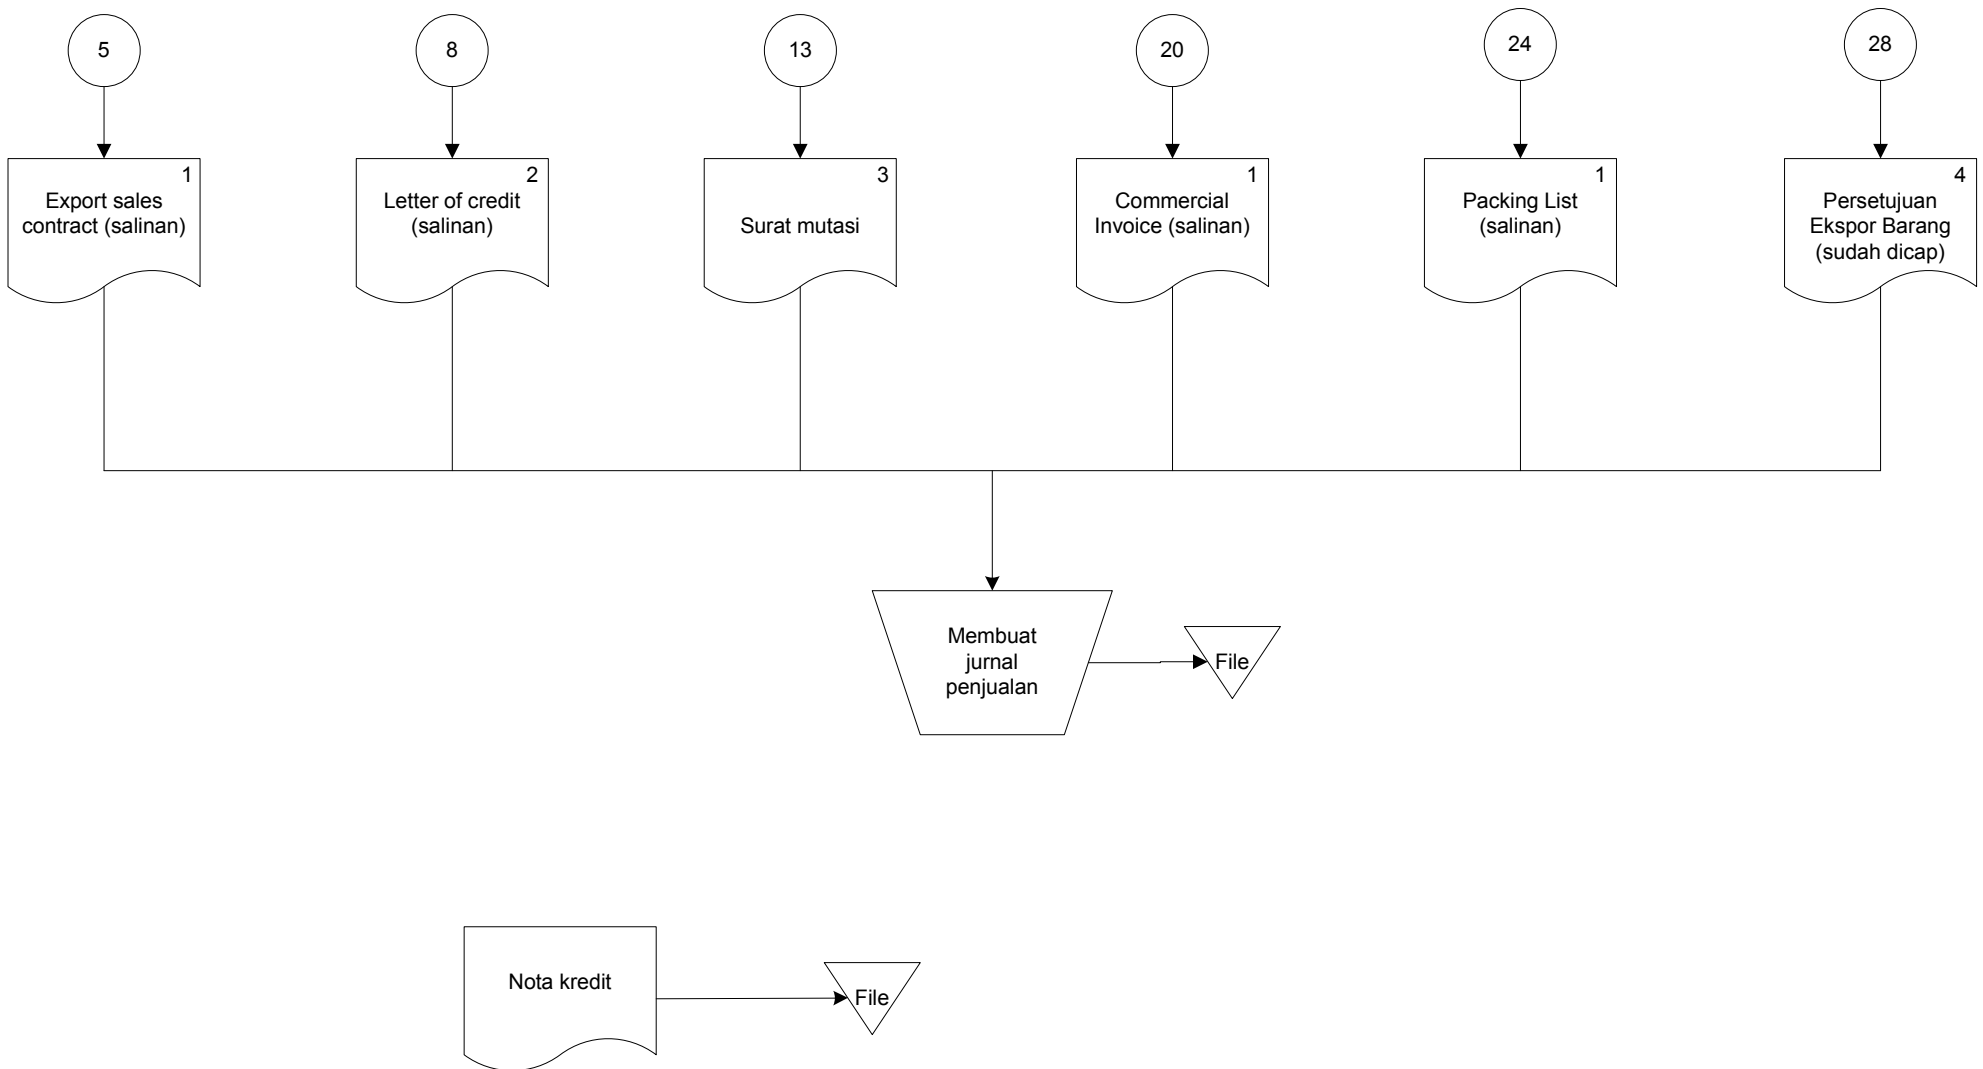 5
8
13
20
24
28
1
Export sales
contract (salinan)
2
Letter of credit
(salinan)
3
Surat mutasi
1
Commercial
Invoice (salinan)
1
Packing List
(salinan)
4
Persetujuan
Ekspor Barang
(sudah dicap)
Membuat
jurnal
penjualan
File
Nota kredit
File